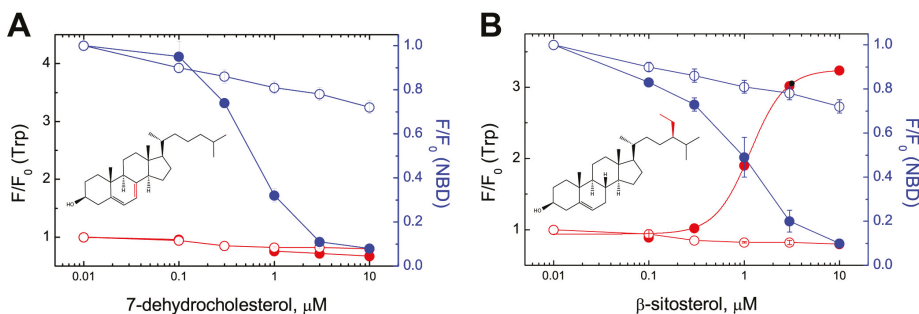 A
B
F/F0 (Trp)
4
3
2
1
0.01
0.1
1
10
1.0
0.8
0.6
0.4
0.2
0.0
F/F0 (NBD)
H
H
HO
7-dehydrocholesterol, μM
F/F0 (Trp)
3
2
1
0.01
0.1
1
10
1.0
0.8
0.6
0.4
0.2
0.0
F/F0 (NBD)
H
H
H
HO
β-sitosterol, μM